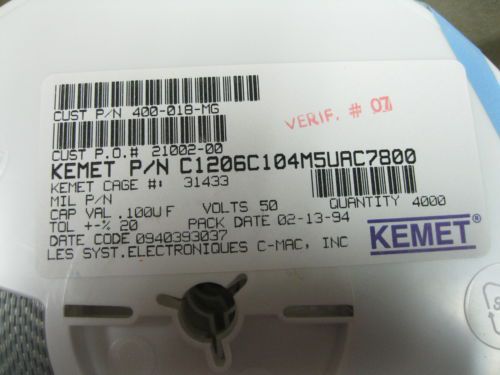 CUST P/N 400-018-MG
VERIF. # 07
CUST P.O.# 21002-00
KEMET P/N C1206C104M5UAC7800
KEMET CAGE #: 31433
MIL P/N
CAP VAL .100UF VOLTS 50
QUANTITY 4000
TOL +-% 20 PACK DATE 02-13-94
DATE CODE 0940393037
LES SYST.ELECTRONIQUES C-MAC, INC
KEMET®